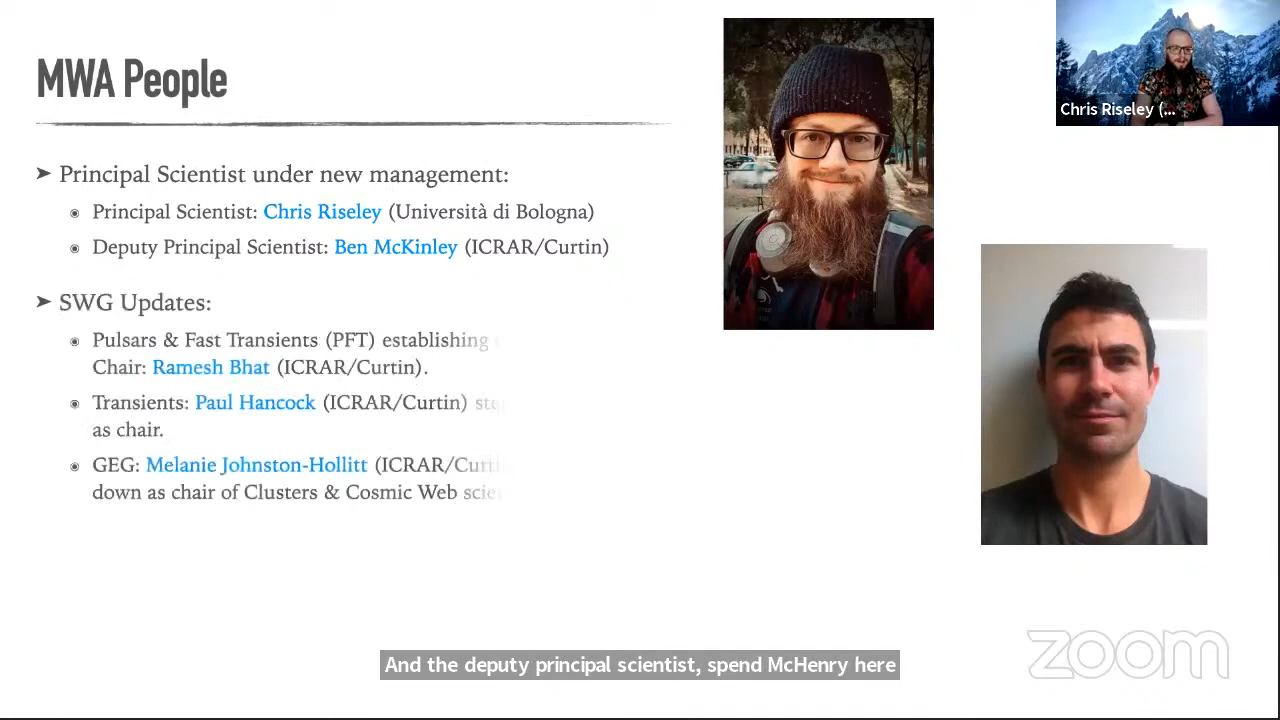 MWA People
Chris Riseley (...
➤ Principal Scientist under new management:
◉ Principal Scientist: Chris Riseley (Università di Bologna)
◉ Deputy Principal Scientist: Ben McKinley (ICRAR/Curtin)
➤ SWG Updates:
◉ Pulsars & Fast Transients (PFT) establishing
Chair: Ramesh Bhat (ICRAR/Curtin).
◉ Transients: Paul Hancock (ICRAR/Curtin)
as chair.
◉ GEG: Melanie Johnston-Hollitt (ICRAR/Curti
down as chair of Clusters & Cosmic Web
And the deputy principal scientist, spend McHenry here
zoom